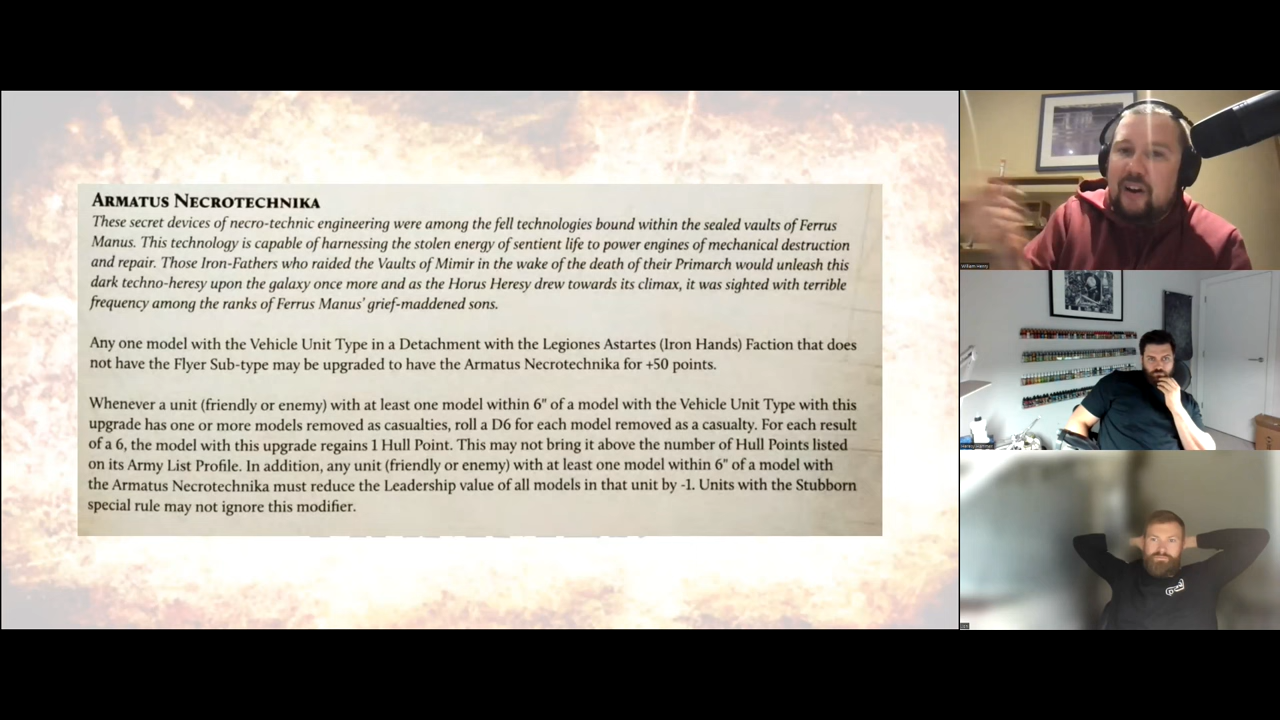 ARMATUS NECROTECHNIKA
These secret devices of necro-technic engineering were among the fell technologies bound within the sealed vaults of Ferrus
Manus. This technology is capable of harnessing the stolen energy of sentient life to power engines of mechanical destruction
and repair. Those Iron-Fathers who raided the Vaults of Mimir in the wake of the death of their Primarch would unleash this
dark techno-heresy upon the galaxy once more and as the Horus Heresy drew towards its climax, it was sighted with terrible
frequency among the ranks of Ferrus Manus' grief-maddened sons.
Any one model with the Vehicle Unit Type in a Detachment with the Legiones Astartes (Iron Hands) Faction that does
not have the Flyer Sub-type may be upgraded to have the Armatus Necrotechnika for +50 points.
Whenever a unit (friendly or enemy) with at least one model within 6" of a model with the Vehicle Unit Type with this
upgrade has one or more models removed as casualties, roll a D6 for each model removed as a casualty. For each result
of a 6, the model with this upgrade regains 1 Hull Point. This may not bring it above the number of Hull Points listed
on its Army List Profile. In addition, any unit (friendly or enemy) with at least one model within 6" of a model with
the Armatus Necrotechnika must reduce the Leadership value of all models in that unit by -1. Units with the Stubborn
special rule may not ignore this modifier.